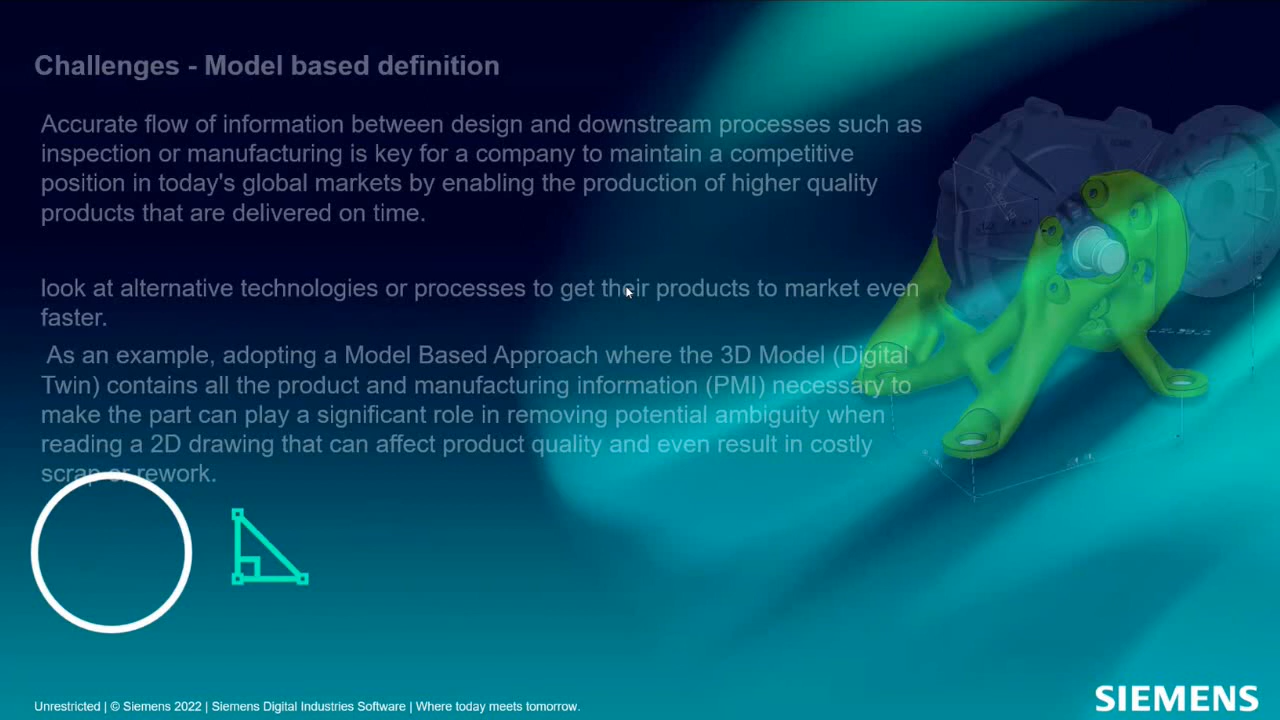 Challenges - Model based definition
Accurate flow of information between design and downstream processes such as
inspection or manufacturing is key for a company to maintain a competitive
position in today's global markets by enabling the production of higher quality
products that are delivered on time.
look at alternative technologies or processes to get their products to market even
faster.
As an example, adopting a Model Based Approach where the 3D Model (Digital
Twin) contains all the product and manufacturing information (PMI) necessary to
make the part can play a significant role in removing potential ambiguity when
reading a 2D drawing that can affect product quality and even result in costly
scrap or rework.
Unrestricted | © Siemens 2022 | Siemens Digital Industries Software | Where today meets tomorrow.
SIEMENS